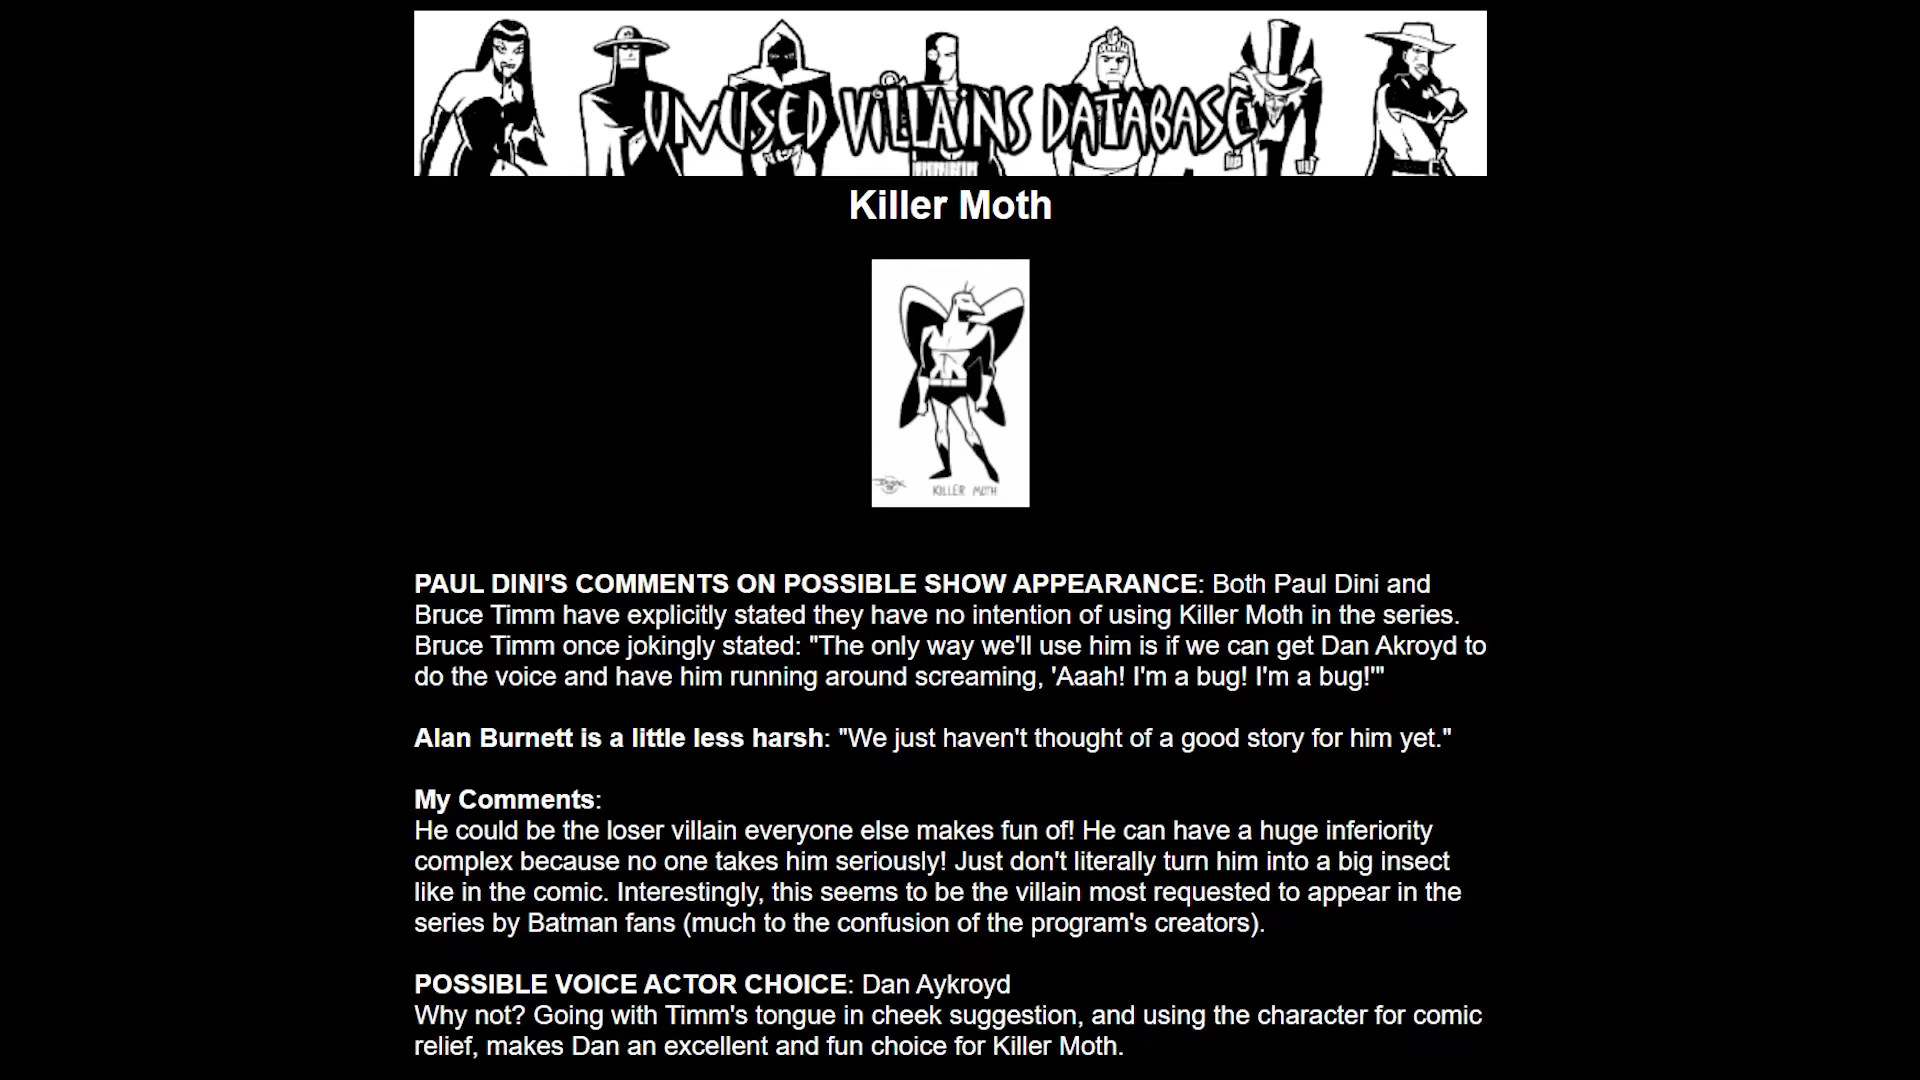 UNUSED VILLAINS DATABASE
Killer Moth
KILLER MOTH
PAUL DINI'S COMMENTS ON POSSIBLE SHOW APPEARANCE: Both Paul Dini and
Bruce Timm have explicitly stated they have no intention of using Killer Moth in the series.
Bruce Timm once jokingly stated: "The only way we'll use him is if we can get Dan Akroyd to
do the voice and have him running around screaming, 'Aaah! I'm a bug! I'm a bug!'"
Alan Burnett is a little less harsh: "We just haven't thought of a good story for him yet."
My Comments:
He could be the loser villain everyone else makes fun of! He can have a huge inferiority
complex because no one takes him seriously! Just don't literally turn him into a big insect
like in the comic. Interestingly, this seems to be the villain most requested to appear in the
series by Batman fans (much to the confusion of the program's creators).
POSSIBLE VOICE ACTOR CHOICE: Dan Aykroyd
Why not? Going with Timm's tongue in cheek suggestion, and using the character for comic
relief, makes Dan an excellent and fun choice for Killer Moth.